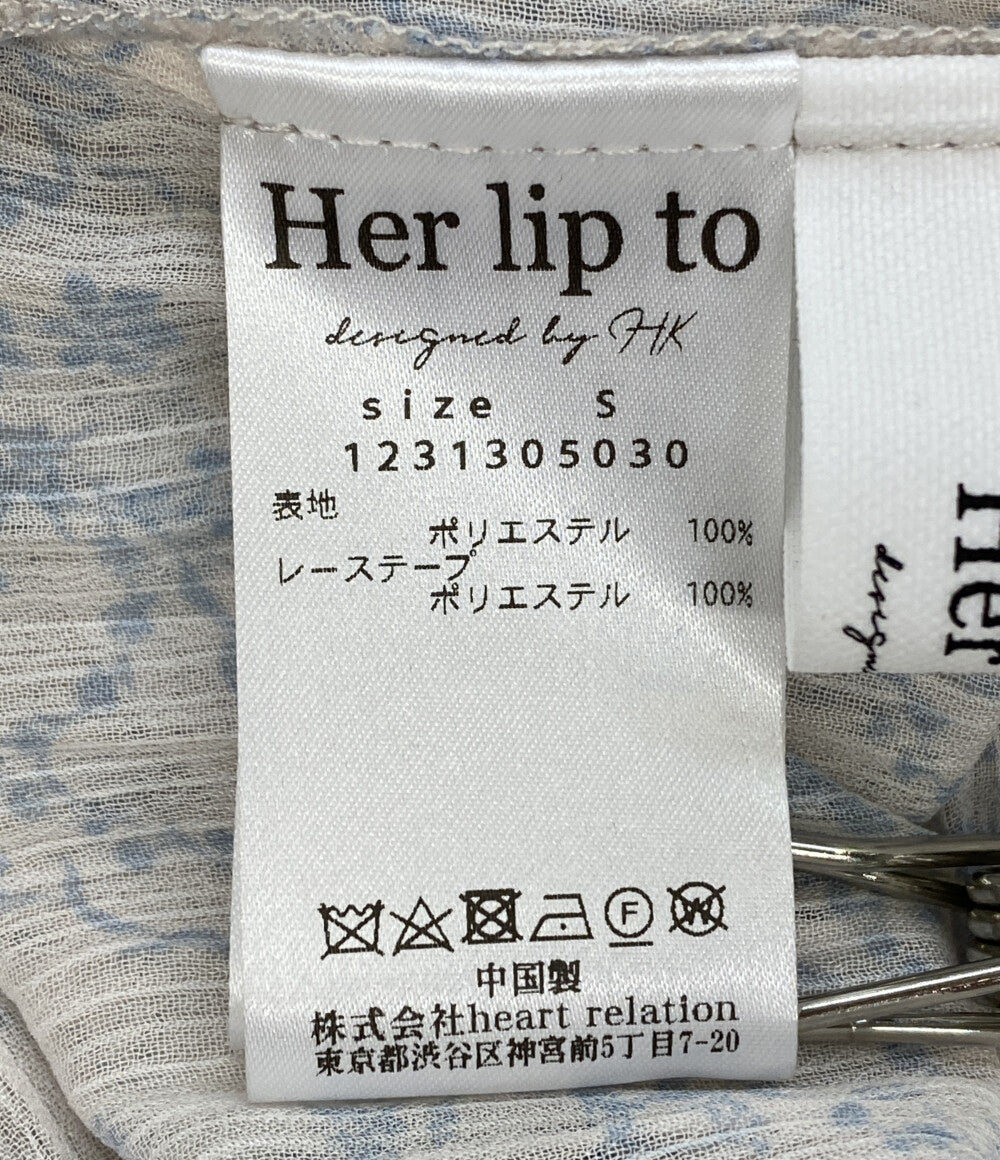 Her lip to
designed by HK
size S
1231305030
表地
ポリエステル 100%
レーステープ
ポリエステル 100%
F
W
中国製
株式会社heart relation
東京都渋谷区神宮前5丁目7-20
Her
design